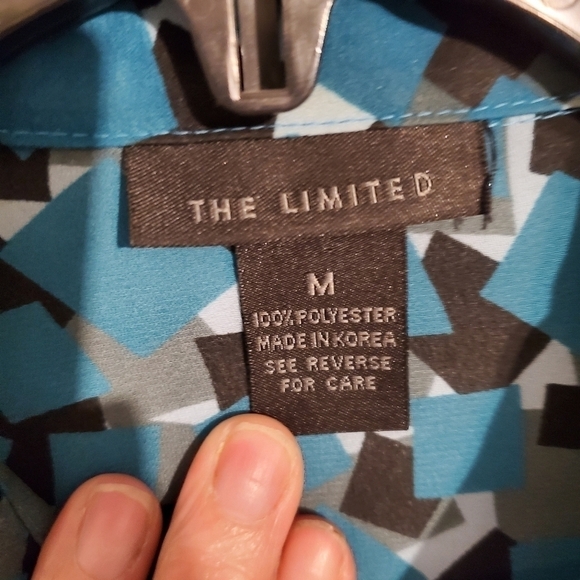 THE LIMITED
M
100% POLYESTER
MADE IN KOREA
SEE REVERSE
FOR CARE